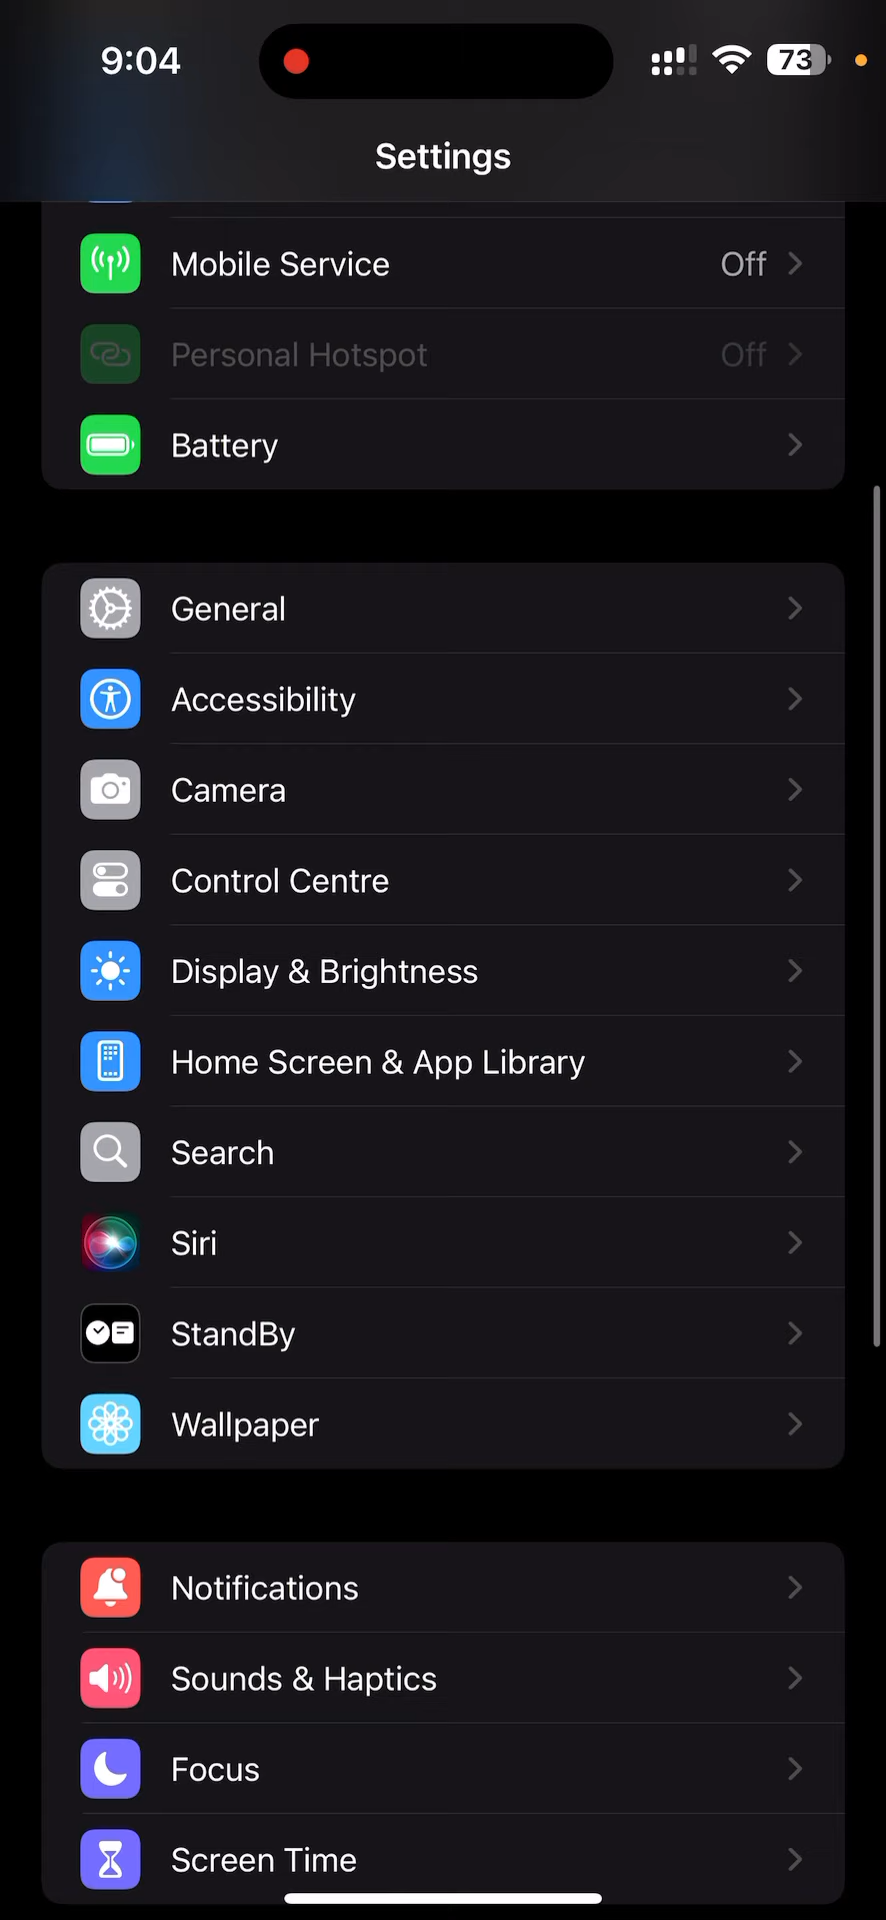 9:04
73
Settings
Mobile Service Off
Personal Hotspot Off
Battery
General
Accessibility
Camera
Control Centre
Display & Brightness
Home Screen & App Library
Search
Siri
StandBy
Wallpaper
Notifications
Sounds & Haptics
Focus
Screen Time